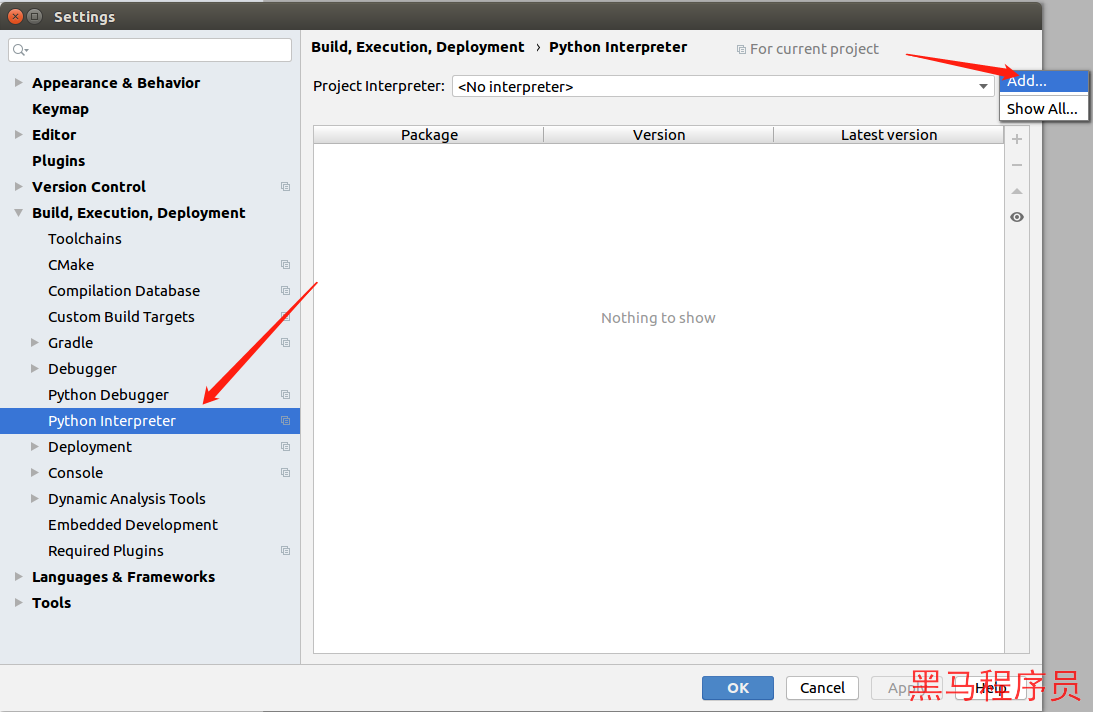 Settings
Build, Execution, Deployment › Python Interpreter
For current project
Project Interpreter: <No interpreter>
Add...
Show All...
Appearance & Behavior
Keymap
Editor
Plugins
Version Control
Build, Execution, Deployment
Toolchains
CMake
Compilation Database
Custom Build Targets
Gradle
Debugger
Python Debugger
Python Interpreter
Deployment
Console
Dynamic Analysis Tools
Embedded Development
Required Plugins
Languages & Frameworks
Tools
Package Version Latest version
Nothing to show
OK Cancel Apply Help
黑马程序员